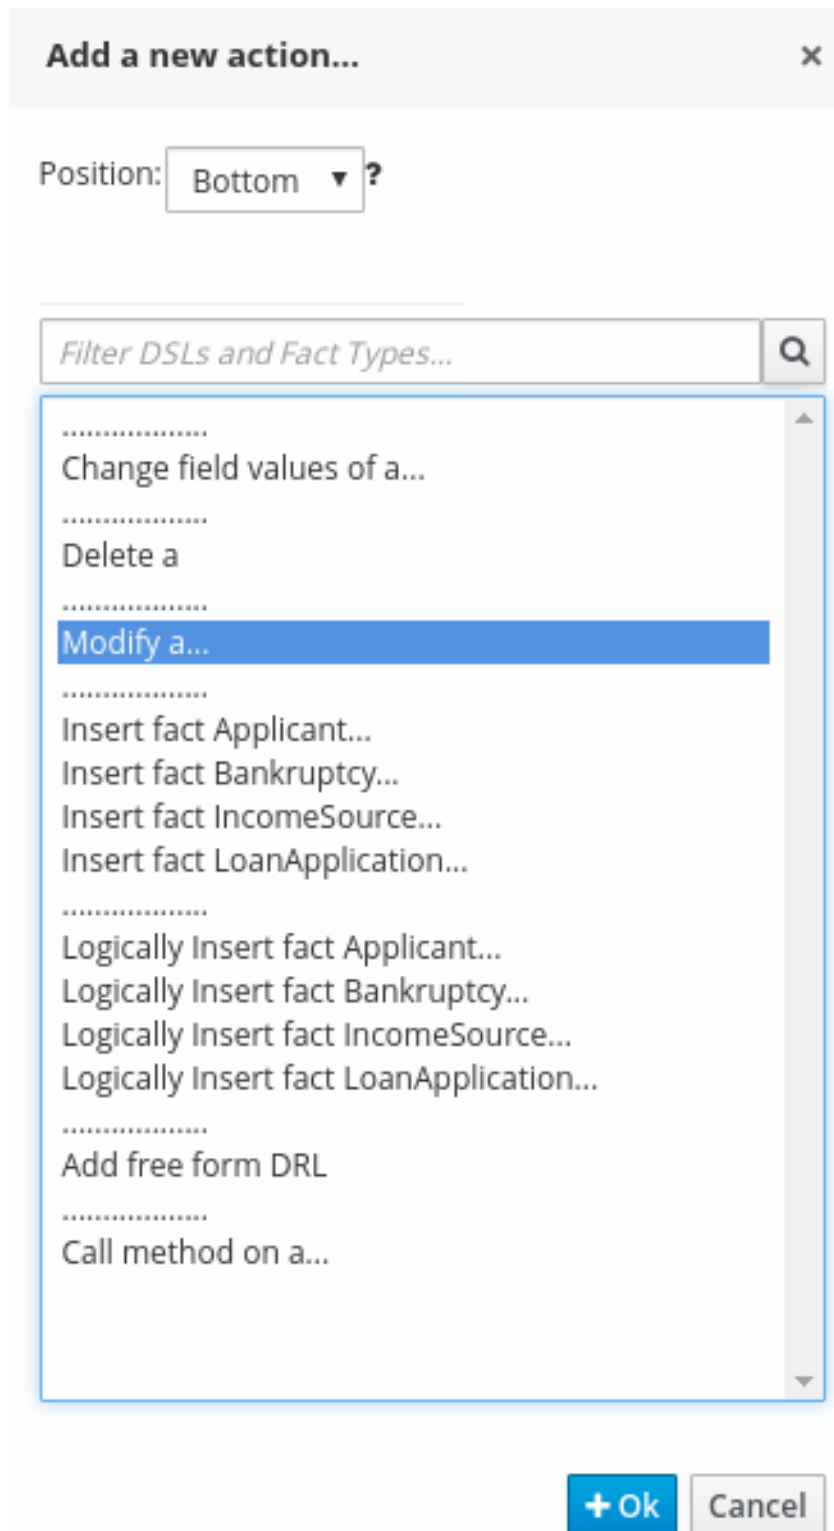 Add a new action... ×
Position: Bottom ▼ ?
Filter DSLs and Fact Types...
..................
Change field values of a...
..................
Delete a
..................
Modify a...
..................
Insert fact Applicant...
Insert fact Bankruptcy...
Insert fact IncomeSource...
Insert fact LoanApplication...
..................
Logically Insert fact Applicant...
Logically Insert fact Bankruptcy...
Logically Insert fact IncomeSource...
Logically Insert fact LoanApplication...
..................
Add free form DRL
..................
Call method on a...
+ Ok Cancel